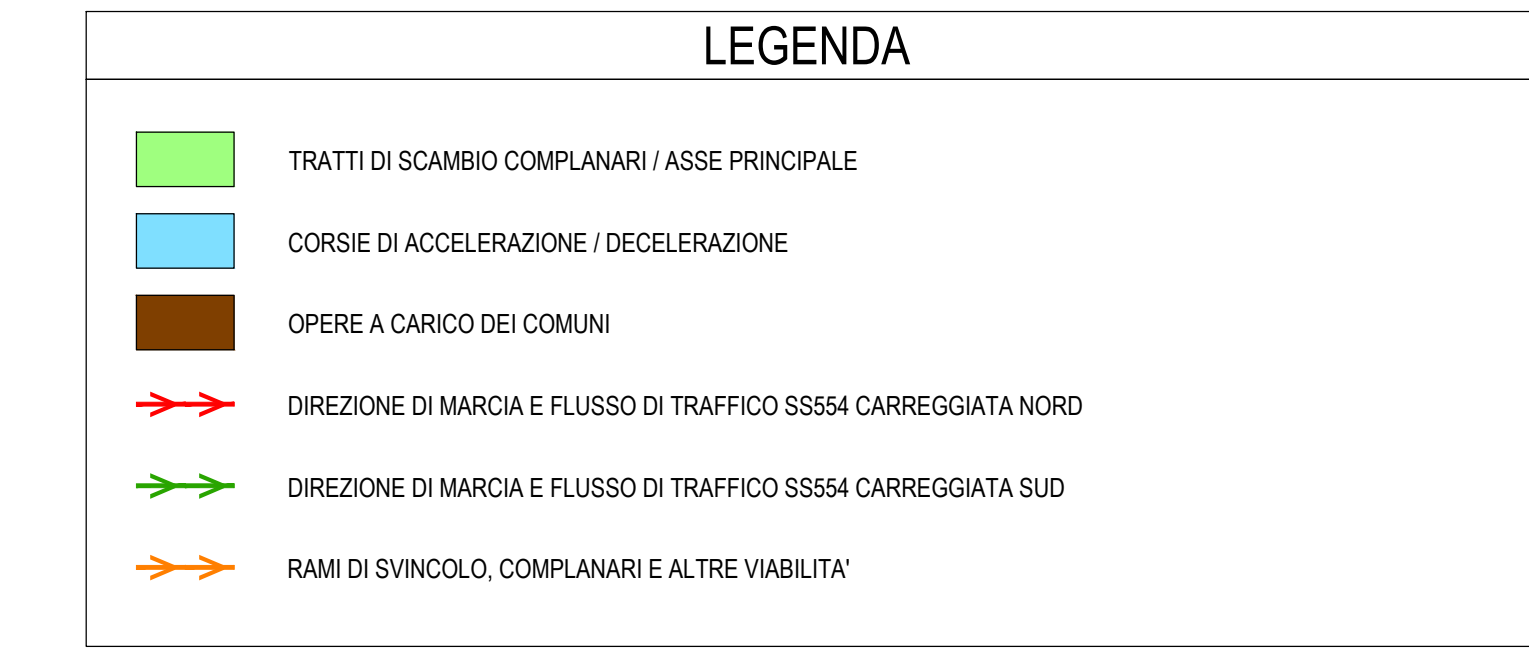 LEGENDA
TRATTI DI SCAMBIO COMPLANARI / ASSE PRINCIPALE
CORSIE DI ACCELERAZIONE / DECELERAZIONE
OPERE A CARICO DEI COMUNI
DIREZIONE DI MARCIA E FLUSSO DI TRAFFICO SS554 CARREGGIATA NORD
DIREZIONE DI MARCIA E FLUSSO DI TRAFFICO SS554 CARREGGIATA SUD
RAMI DI SVINCOLO, COMPLANARI E ALTRE VIABILITA'